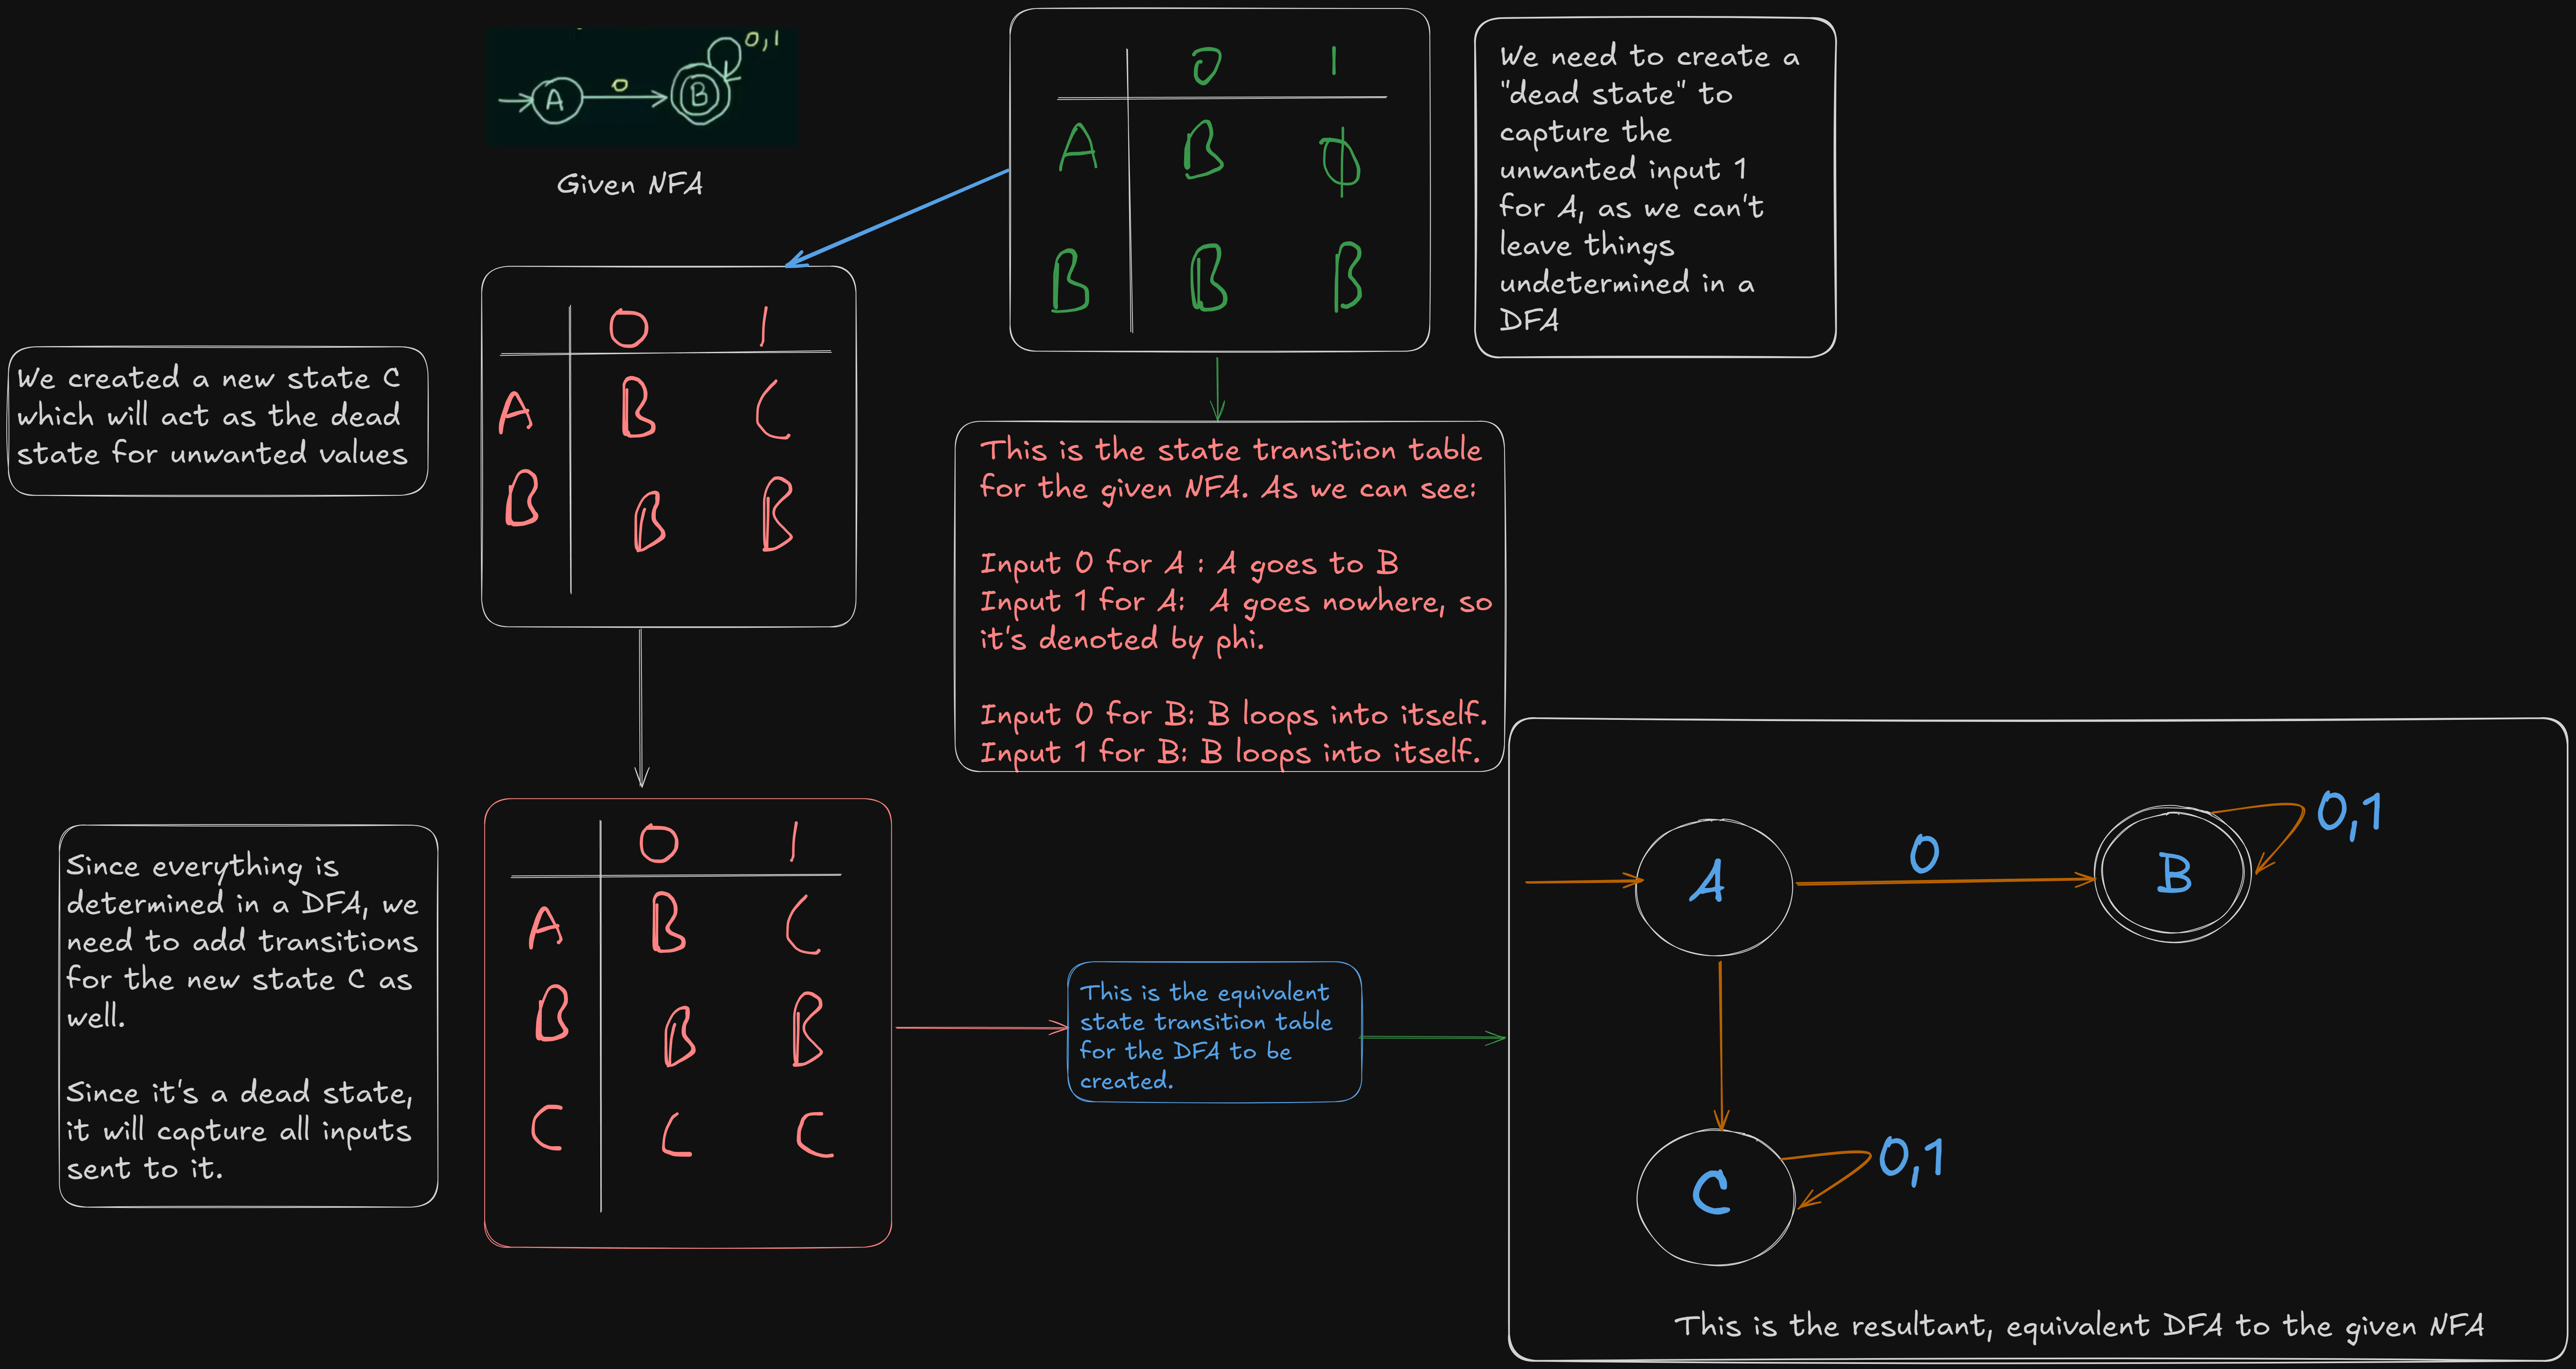 0,1
A
0
B
Given NFA
0 1
A B ϕ
B B B
We need to create a
"dead state" to
capture the
unwanted input 1
for A, as we can't
leave things
undetermined in a
DFA
We created a new state C
which will act as the dead
state for unwanted values
0 1
A B C
B B B
This is the state transition table
for the given NFA. As we can see:
Input 0 for A : A goes to B
Input 1 for A: A goes nowhere, so
it's denoted by phi.
Input 0 for B: B loops into itself.
Input 1 for B: B loops into itself.
Since everything is
determined in a DFA, we
need to add transitions
for the new state C as
well.
Since it's a dead state,
it will capture all inputs
sent to it.
0 1
A B C
B B B
C C C
This is the equivalent
state transition table
for the DFA to be
created.
A
0
B
0,1
C
0,1
This is the resultant, equivalent DFA to the given NFA